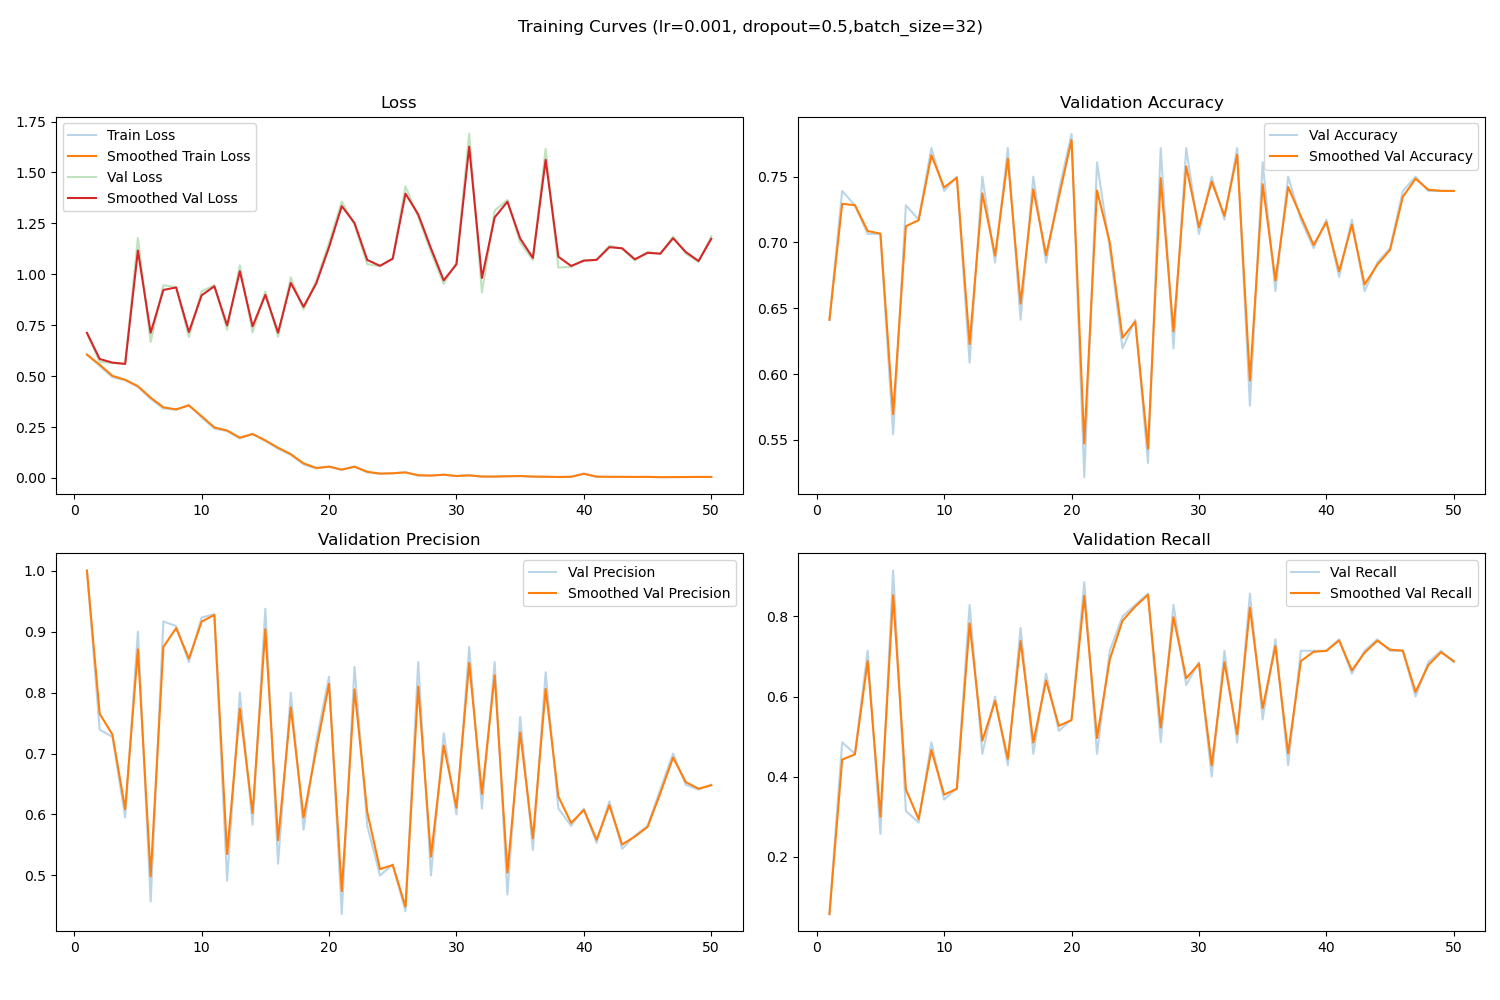 Training Curves (lr=0.001, dropout=0.5,batch_size=32)
Loss
Train Loss
Smoothed Train Loss
Val Loss
Smoothed Val Loss
1.75
1.50
1.25
1.00
0.75
0.50
0.25
0.00
0 10 20 30 40 50
Validation Accuracy
Val Accuracy
Smoothed Val Accuracy
0.75
0.70
0.65
0.60
0.55
0 10 20 30 40 50
Validation Precision
Val Precision
Smoothed Val Precision
1.0
0.9
0.8
0.7
0.6
0.5
0 10 20 30 40 50
Validation Recall
Val Recall
Smoothed Val Recall
0.8
0.6
0.4
0.2
0 10 20 30 40 50